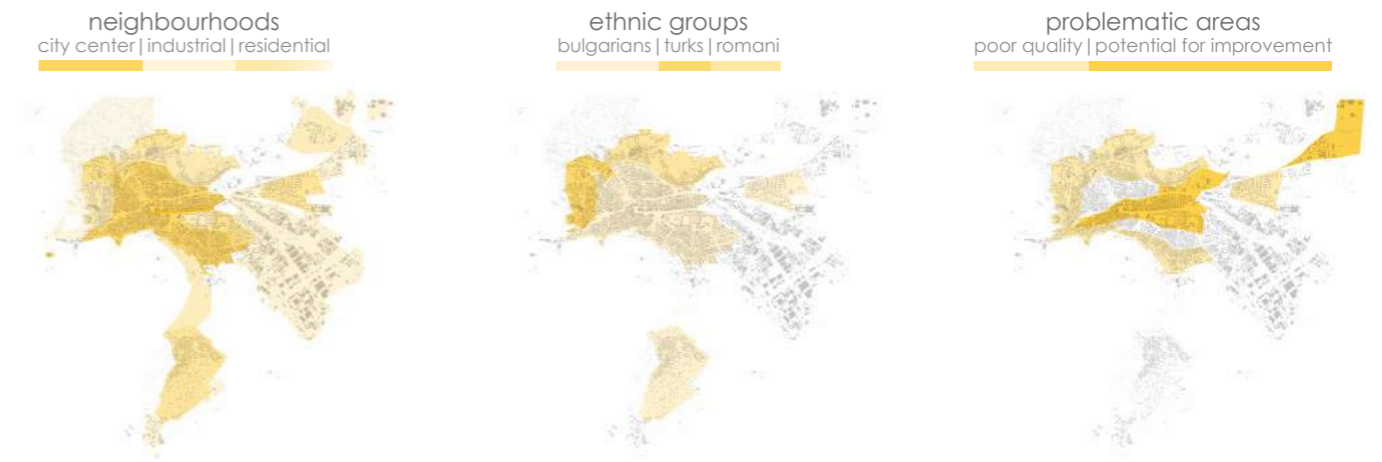 neighbourhoods
city center|industrial|residential
ethnic groups
bulgarians|turks|romani
problematic areas
poor quality|potential for improvement